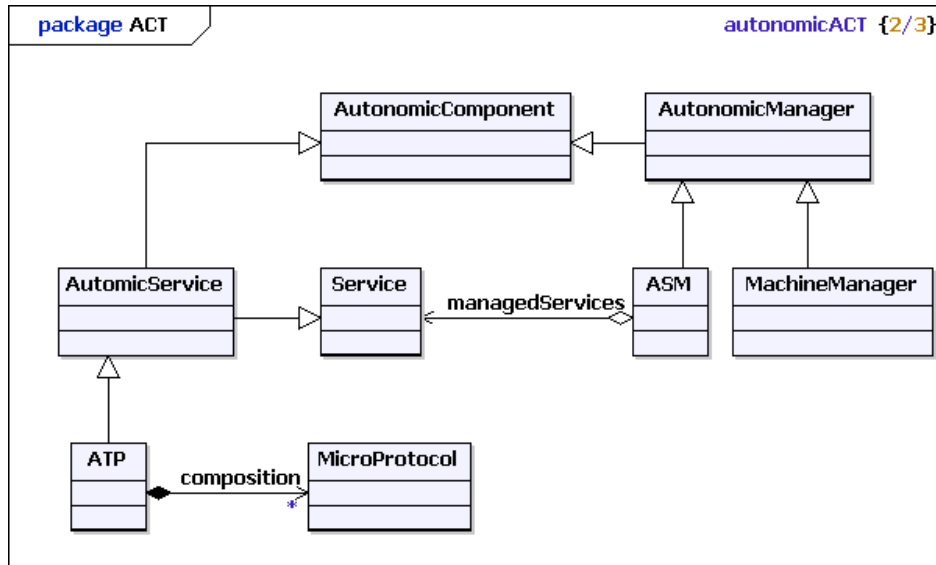 package ACT
autonomicACT {2/3}
AutonomicComponent
AutonomicManager
AutomicService
Service
managedServices
ASM
MachineManager
ATP
composition
*
MicroProtocol